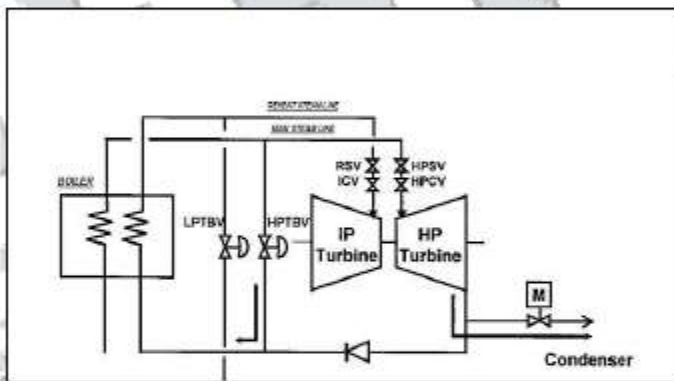 REHEAT STEAM LINE
MAIN STEAM LINE
RSV
HPSV
ICV
HPCV
BOILER
LPTBV
HPTBV
IP
Turbine
HP
Turbine
M
Condenser